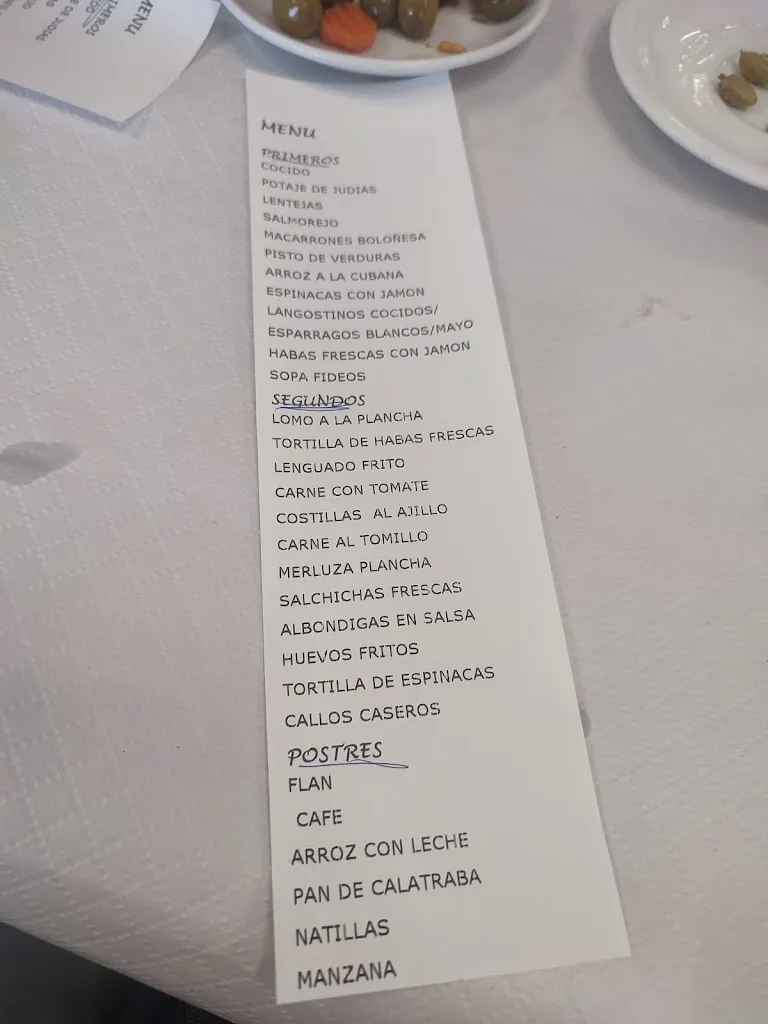 MENU
PRIMEROS
COCIDO
POTAJE DE JUDIAS
LENTEJAS
SALMOREJO
MACARRONES BOLOÑESA
PISTO DE VERDURAS
ARROZ A LA CUBANA
ESPINACAS CON JAMON
LANGOSTINOS COCIDOS/
ESPARRAGOS BLANCOS/MAYO
HABAS FRESCAS CON JAMON
SOPA FIDEOS
SEGUNDOS
LOMO A LA PLANCHA
TORTILLA DE HABAS FRESCAS
LENGUADO FRITO
CARNE CON TOMATE
COSTILLAS AL AJILLO
CARNE AL TOMILLO
MERLUZA PLANCHA
SALCHICHAS FRESCAS
ALBONDIGAS EN SALSA
HUEVOS FRITOS
TORTILLA DE ESPINACAS
CALLOS CASEROS
POSTRES
FLAN
CAFE
ARROZ CON LECHE
PAN DE CALATRABA
NATILLAS
MANZANA
MENU